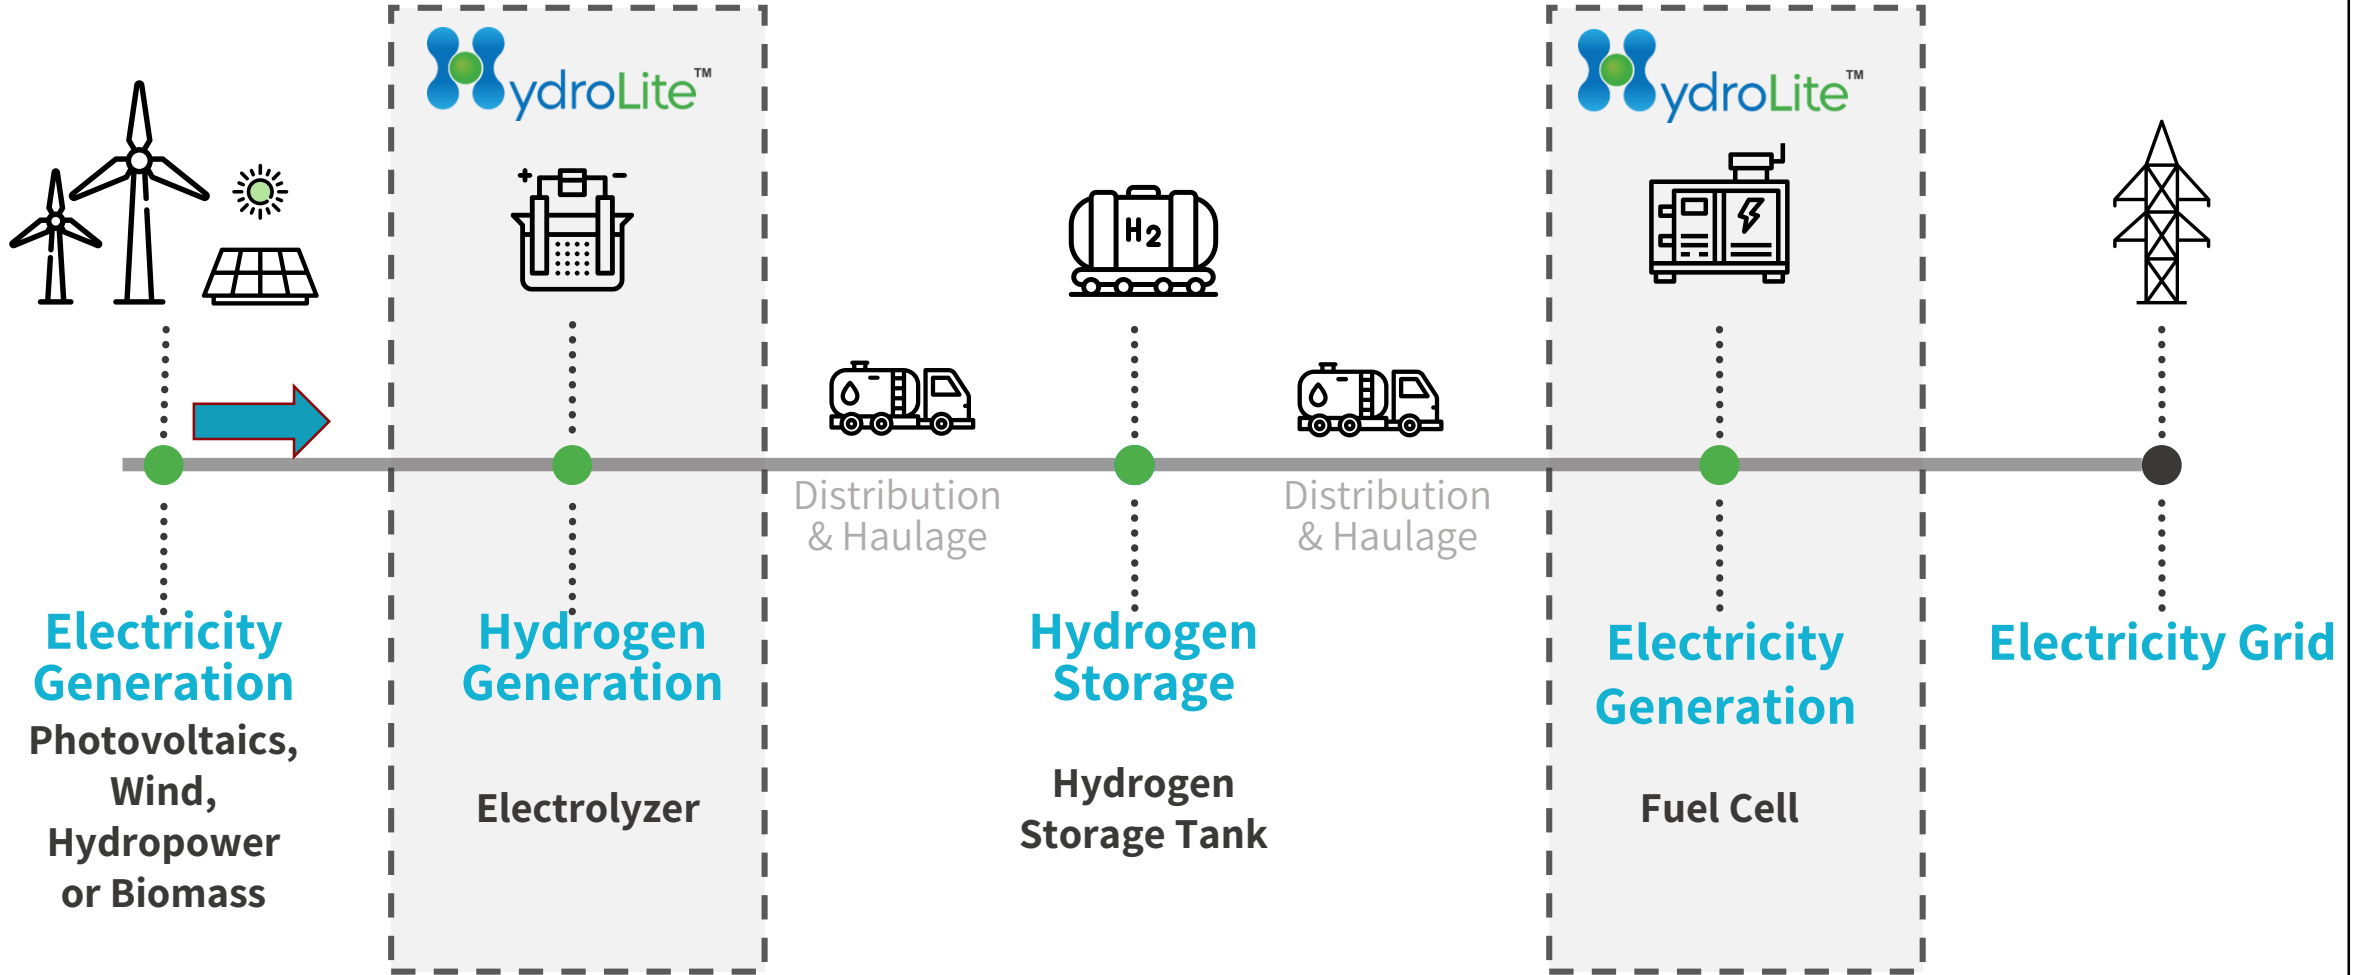 HydroLite™
HydroLite™
+ −
H2
Distribution
& Haulage
Distribution
& Haulage
Electricity
Generation
Photovoltaics,
Wind,
Hydropower
or Biomass
Hydrogen
Generation
Electrolyzer
Hydrogen
Storage
Hydrogen
Storage Tank
Electricity
Generation
Fuel Cell
Electricity Grid